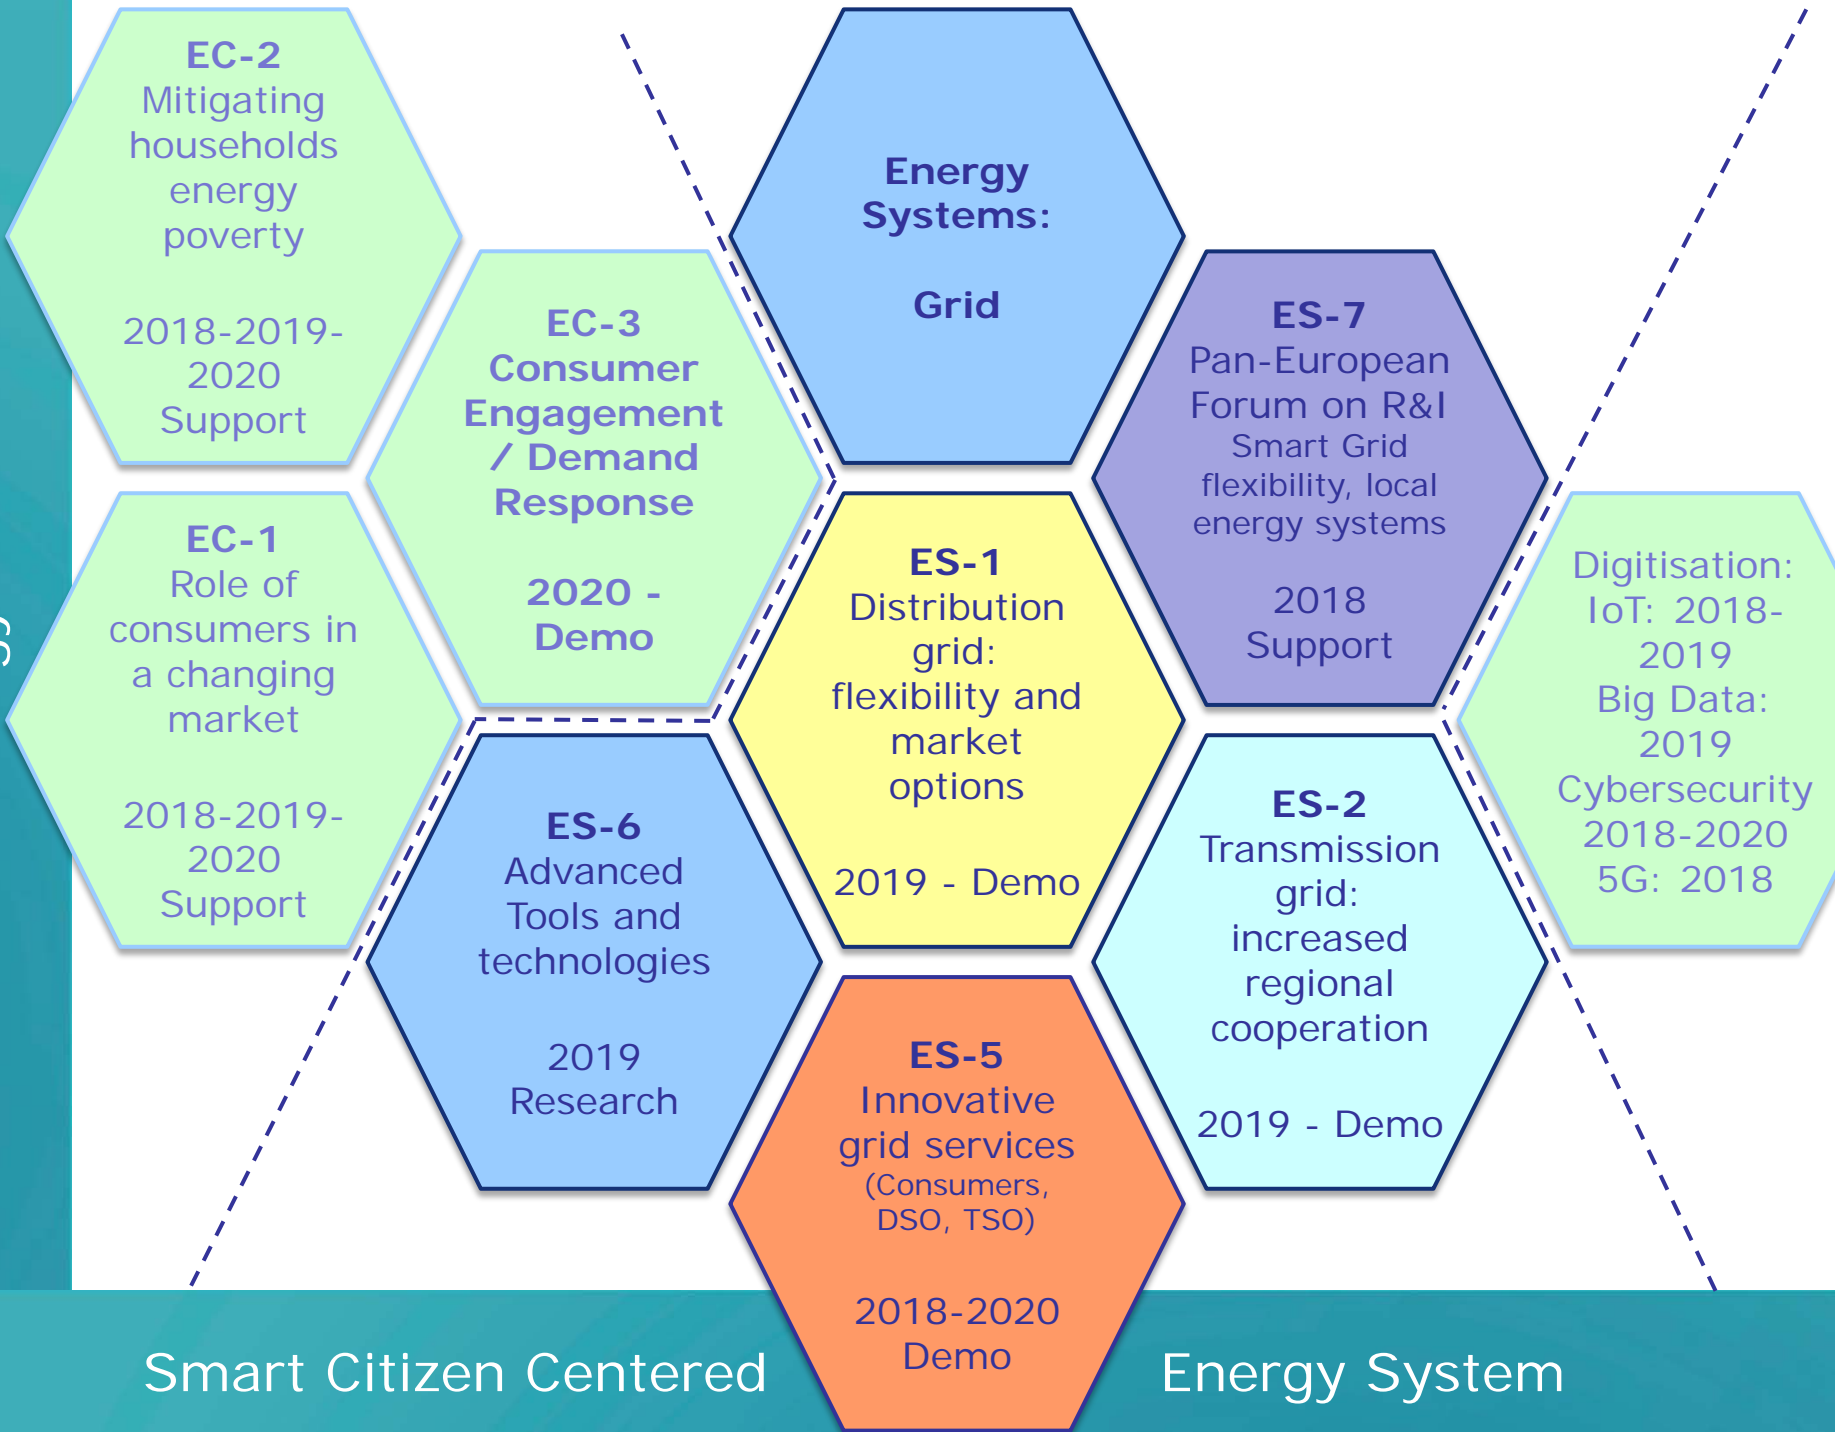 EC-2
Mitigating
households
energy
poverty
2018-2019-
2020
Support
EC-1
Role of
consumers in
a changing
market
2018-2019-
2020
Support
EC-3
Consumer
Engagement
/ Demand
Response
2020 -
Demo
Energy
Systems:
Grid
ES-7
Pan-European
Forum on R&I
Smart Grid
flexibility, local
energy systems
2018
Support
ES-1
Distribution
grid:
flexibility and
market
options
2019 - Demo
Digitisation:
IoT: 2018-
2019
Big Data:
2019
Cybersecurity
2018-2020
5G: 2018
ES-6
Advanced
Tools and
technologies
2019
Research
ES-2
Transmission
grid:
increased
regional
cooperation
2019 - Demo
ES-5
Innovative
grid services
(Consumers,
DSO, TSO)
2018-2020
Demo
Smart Citizen Centered
Energy System